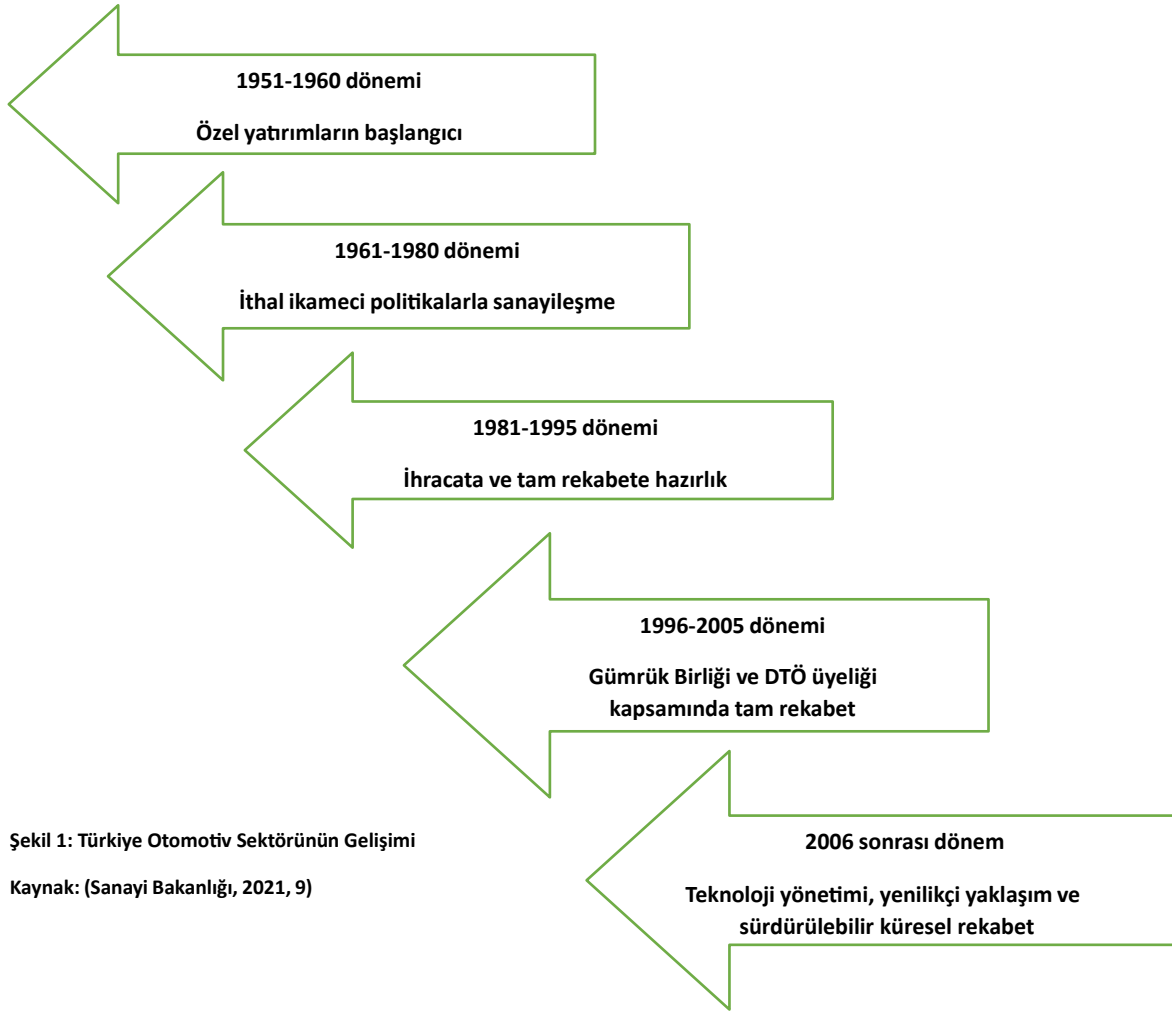 1951-1960 dönemi
Özel yatırımların başlangıcı
1961-1980 dönemi
İthal ikameci politikalarla sanayileşme
1981-1995 dönemi
İhracata ve tam rekabete hazırlık
1996-2005 dönemi
Gümrük Birliği ve DTÖ üyeliği
kapsamında tam rekabet
2006 sonrası dönem
Teknoloji yönetimi, yenilikçi yaklaşım ve
sürdürülebilir küresel rekabet
Şekil 1: Türkiye Otomotiv Sektörünün Gelişimi
Kaynak: (Sanayi Bakanlığı, 2021, 9)